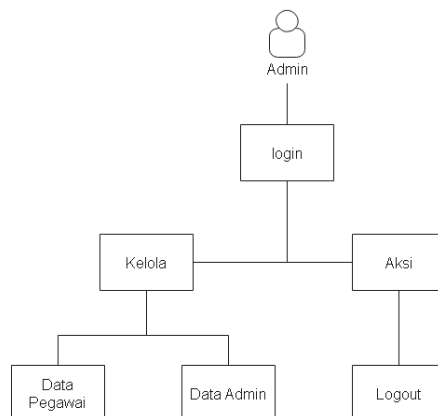 Admin
login
Kelola
Aksi
Data
Pegawai
Data Admin
Logout